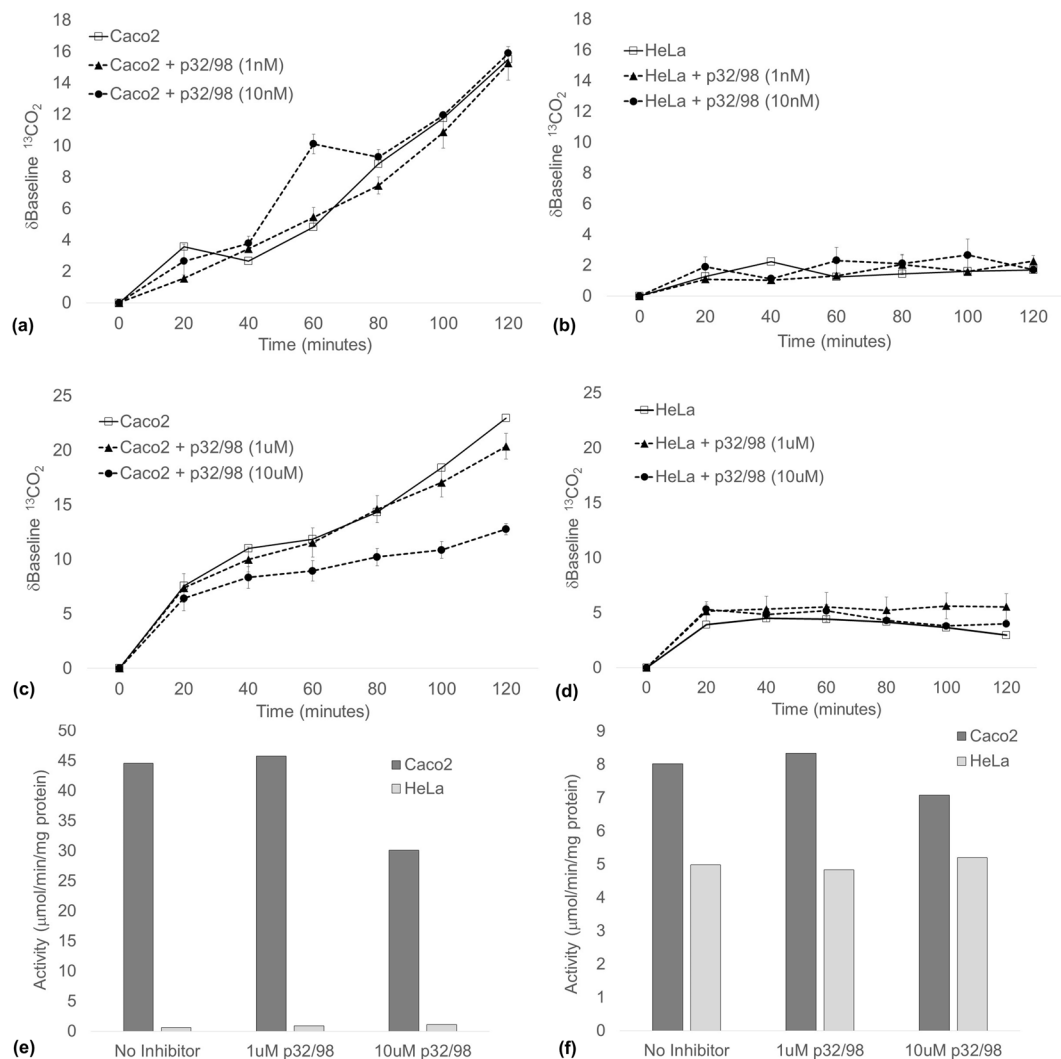 18
16
14
12
10
8
6
4
2
0
δBaseline ¹³CO₂
Caco2
Caco2 + p32/98 (1nM)
Caco2 + p32/98 (10nM)
0 20 40 60 80 100 120
Time (minutes)
(a)
18
16
14
12
10
8
6
4
2
0
δBaseline ¹³CO₂
HeLa
HeLa + p32/98 (1nM)
HeLa + p32/98 (10nM)
0 20 40 60 80 100 120
Time (minutes)
(b)
25
20
15
10
5
0
δBaseline ¹³CO₂
Caco2
Caco2 + p32/98 (1uM)
Caco2 + p32/98 (10uM)
0 20 40 60 80 100 120
Time (minutes)
(c)
25
20
15
10
5
0
δBaseline ¹³CO₂
HeLa
HeLa + p32/98 (1uM)
HeLa + p32/98 (10uM)
0 20 40 60 80 100 120
Time (minutes)
(d)
50
45
40
35
30
25
20
15
10
5
0
Activity (μmol/min/mg protein)
Caco2
HeLa
No Inhibitor 1uM p32/98 10uM p32/98
(e)
9
8
7
6
5
4
3
2
1
0
Activity (μmol/min/mg protein)
Caco2
HeLa
No Inhibitor 1uM p32/98 10uM p32/98
(f)